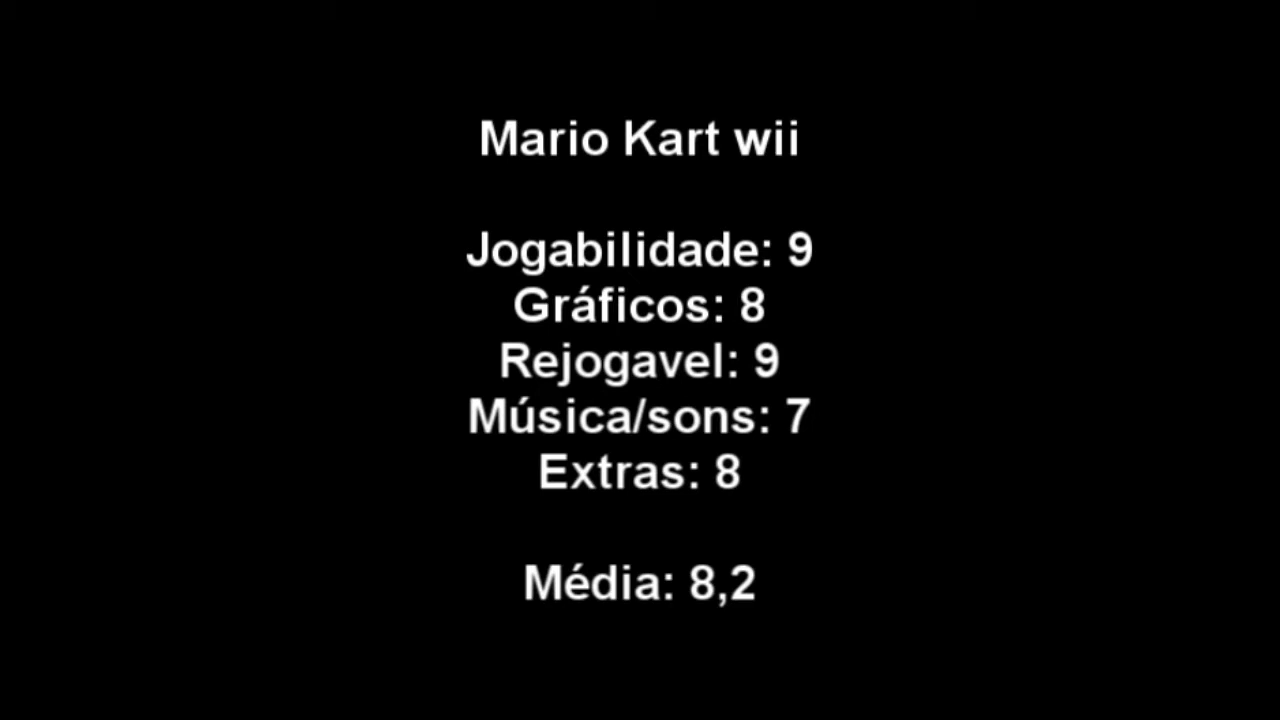 Mario Kart wii
Jogabilidade: 9
Gráficos: 8
Rejogavel: 9
Música/sons: 7
Extras: 8
Média: 8,2